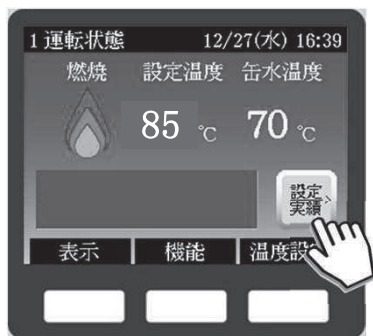 1 運転状態 12/27(水) 16:39
燃焼 設定温度 缶水温度
85 ℃ 70 ℃
設定
実績
表示 機能 温度設